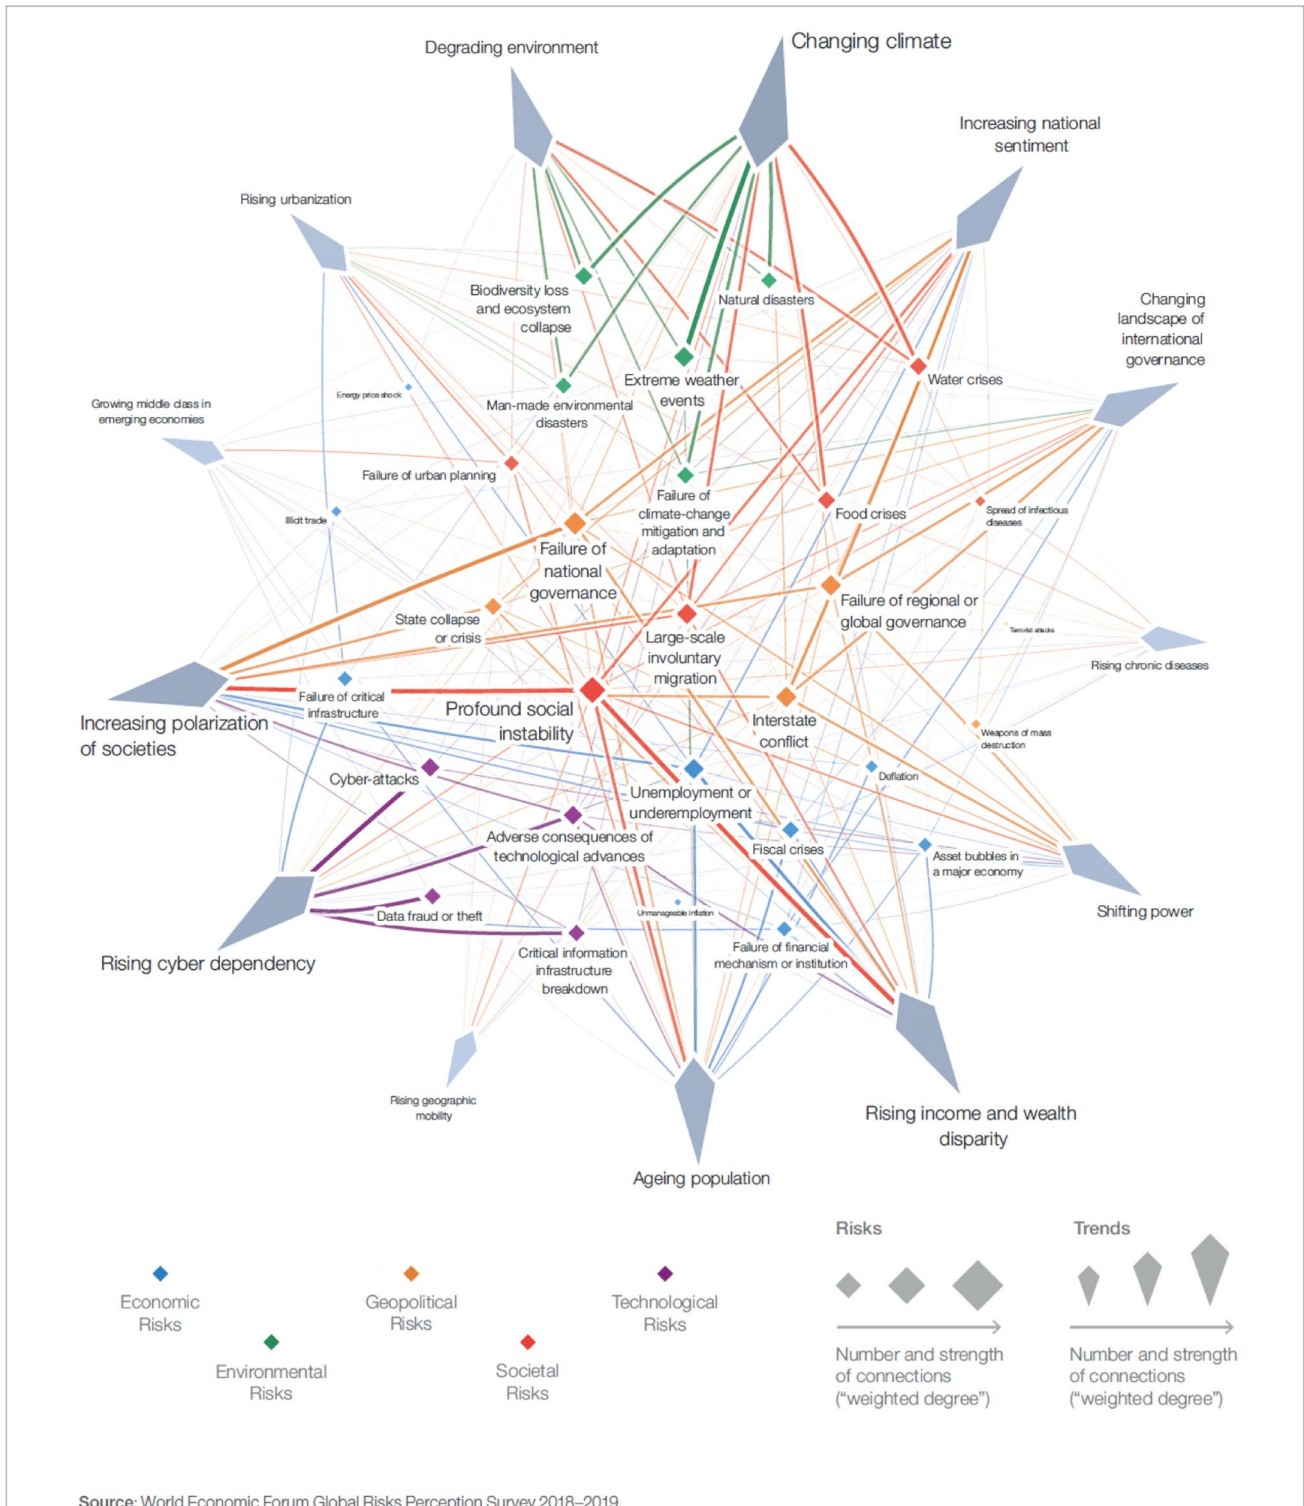 Degrading environment
Changing climate
Increasing national
sentiment
Rising urbanization
Biodiversity loss
and ecosystem
collapse
Natural disasters
Changing
landscape of
international
governance
Extreme weather
events
Water crises
Energy price shock
Man-made environmental
disasters
Growing middle class in
emerging economies
Failure of urban planning
Failure of
climate-change
mitigation and
adaptation
Food crises
Spread of infectious
diseases
Illicit trade
Failure of
national
governance
State collapse
or crisis
Failure of regional or
global governance
Terrorist attacks
Large-scale
involuntary
migration
Rising chronic diseases
Failure of critical
infrastructure
Increasing polarization
of societies
Profound social
instability
Interstate
conflict
Weapons of mass
destruction
Cyber-attacks
Deflation
Unemployment or
underemployment
Adverse consequences of
technological advances
Fiscal crises
Asset bubbles in
a major economy
Data fraud or theft
Unmanageable inflation
Shifting power
Critical information
infrastructure
breakdown
Failure of financial
mechanism or institution
Rising cyber dependency
Rising geographic
mobility
Rising income and wealth
disparity
Ageing population
Economic
Risks
Environmental
Risks
Geopolitical
Risks
Societal
Risks
Technological
Risks
Risks
Number and strength
of connections
("weighted degree")
Trends
Number and strength
of connections
("weighted degree")
Source: World Economic Forum Global Risks Perception Survey 2018–2019.